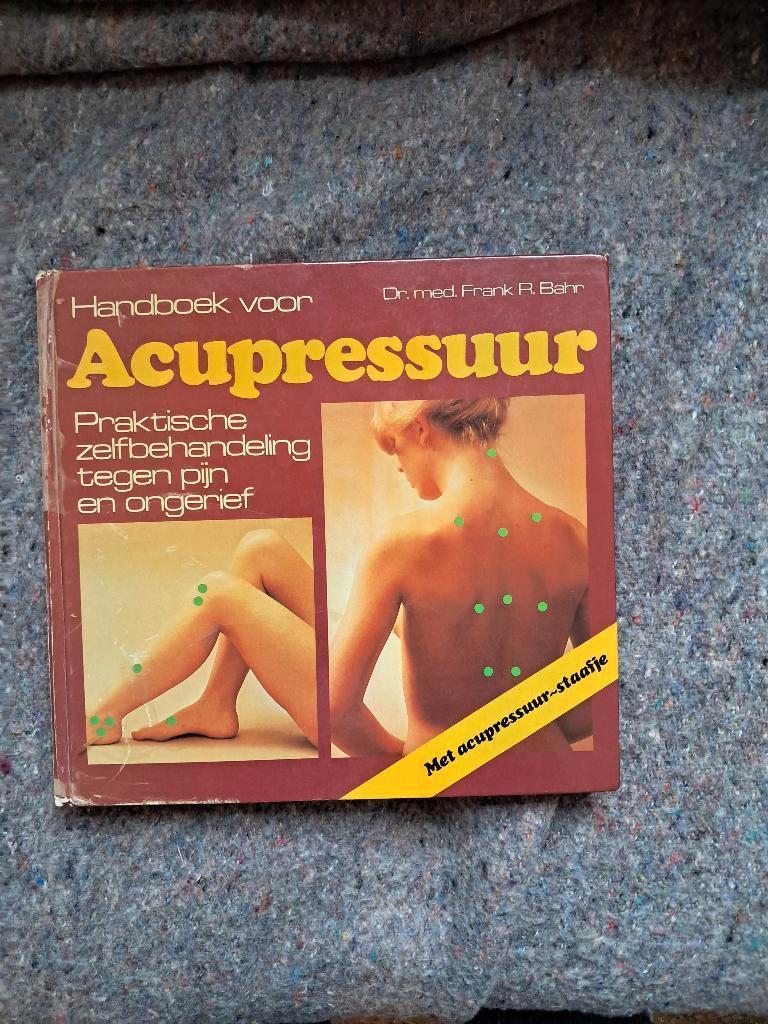 Handboek voor
Dr. med. Frank R. Bahr
Acupressuur
Praktische
zelfbehandeling
tegen pijn
en ongerief
Met acupressuur-staafje